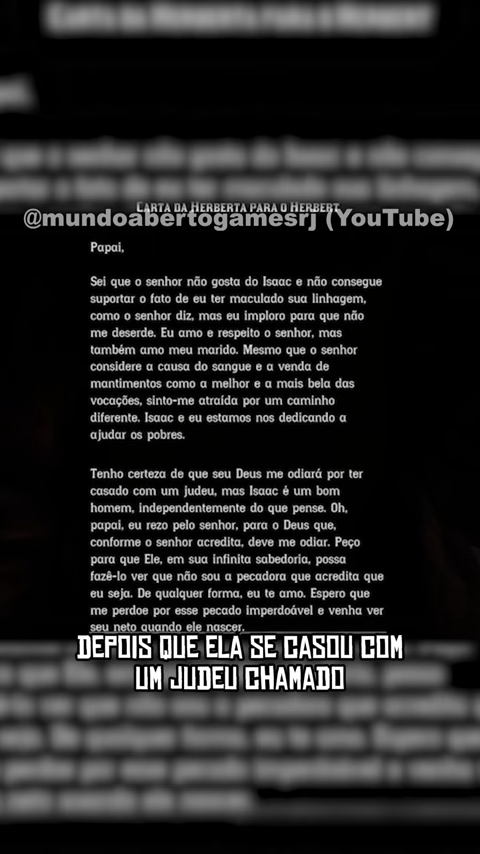 CARTA DA HERBERTA PARA O HERBERT
@mundoabertogamesrj (YouTube)
Papai,
Sei que o senhor não gosta do Isaac e não consegue
suportar o fato de eu ter maculado sua linhagem,
como o senhor diz, mas eu imploro para que não
me deserde. Eu amo e respeito o senhor, mas
também amo meu marido. Mesmo que o senhor
considere a causa do sangue e a venda de
mantimentos como a melhor e a mais bela das
vocações, sinto-me atraída por um caminho
diferente. Isaac e eu estamos nos dedicando a
ajudar os pobres.
Tenho certeza de que seu Deus me odiará por ter
casado com um judeu, mas Isaac é um bom
homem, independentemente do que pense. Oh,
papai, eu rezo pelo senhor, para o Deus que,
conforme o senhor acredita, deve me odiar. Peço
para que Ele, em sua infinita sabedoria, possa
fazê-lo ver que não sou a pecadora que acredita que
eu seja. De qualquer forma, eu te amo. Espero que
me perdoe por esse pecado imperdoável e venha ver
seu neto quando ele nascer.
DEPOIS QUE ELA SE CASOU COM
UM JUDEU CHAMADO